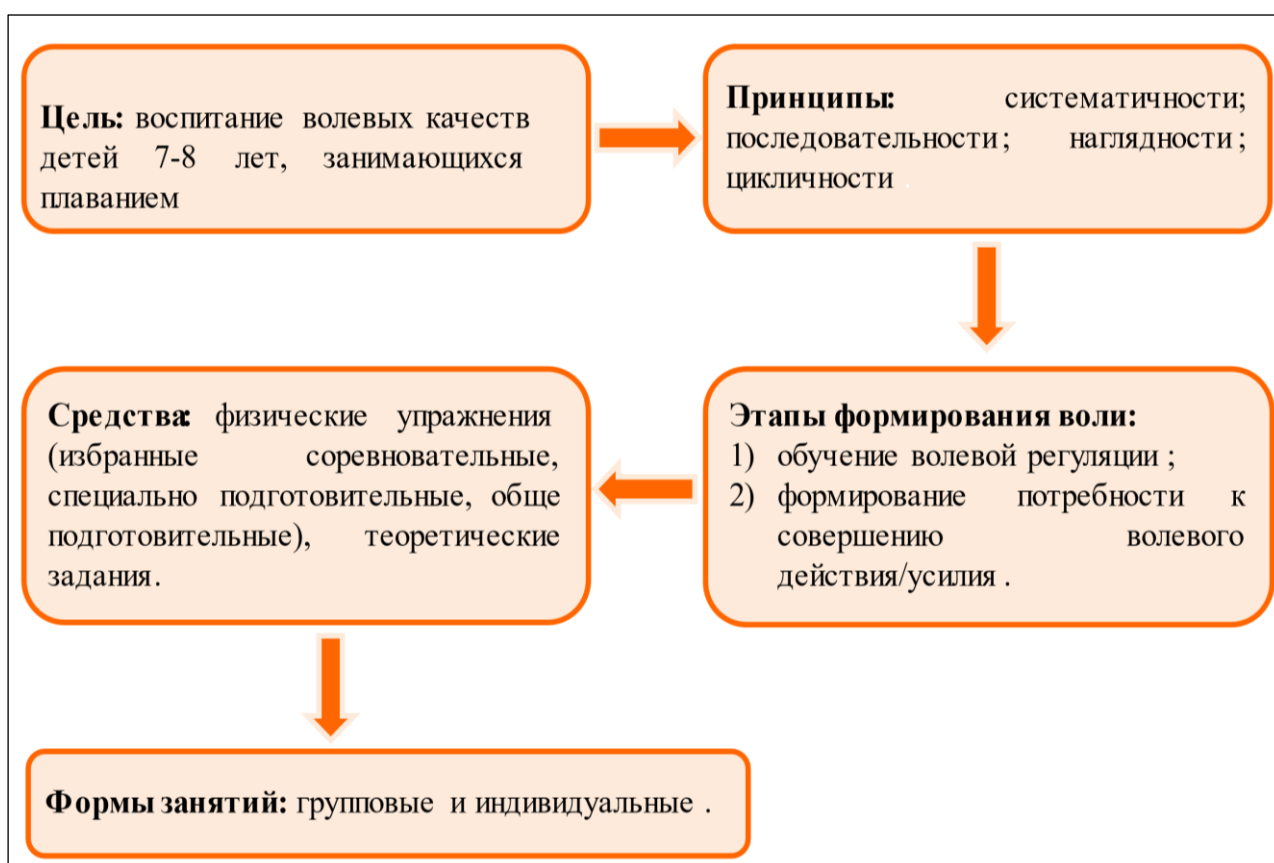 Цель: воспитание волевых качеств
детей 7-8 лет, занимающихся
плаванием
Принципы: систематичности;
последовательности; наглядности;
цикличности .
Этапы формирования воли:
1) обучение волевой регуляции ;
2) формирование потребности к
совершению волевого
действия/усилия .
Средства: физические упражнения
(избранные соревновательные,
специально подготовительные, обще
подготовительные), теоретические
задания.
Формы занятий: групповые и индивидуальные .